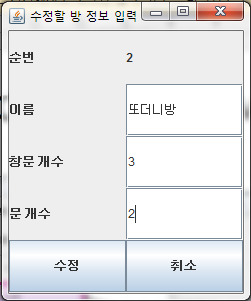 수정할 방 정보 입력
순번 2
이름 또더니방
창문개수 3
문개수 2
수정 취소